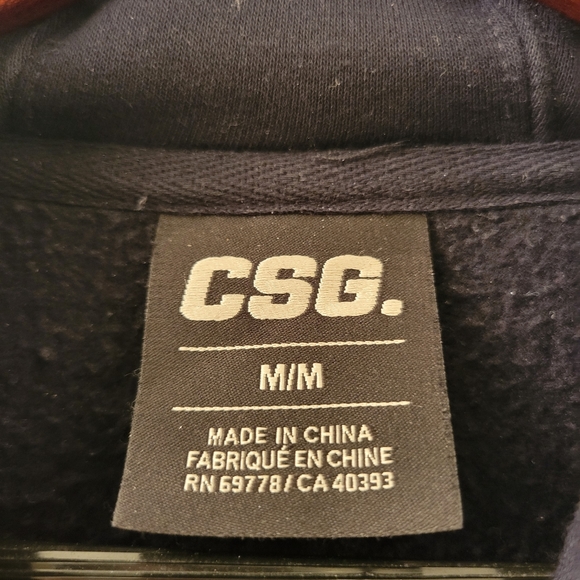 CSG.
M/M
MADE IN CHINA
FABRIQUÉ EN CHINE
RN 69778 / CA 40393